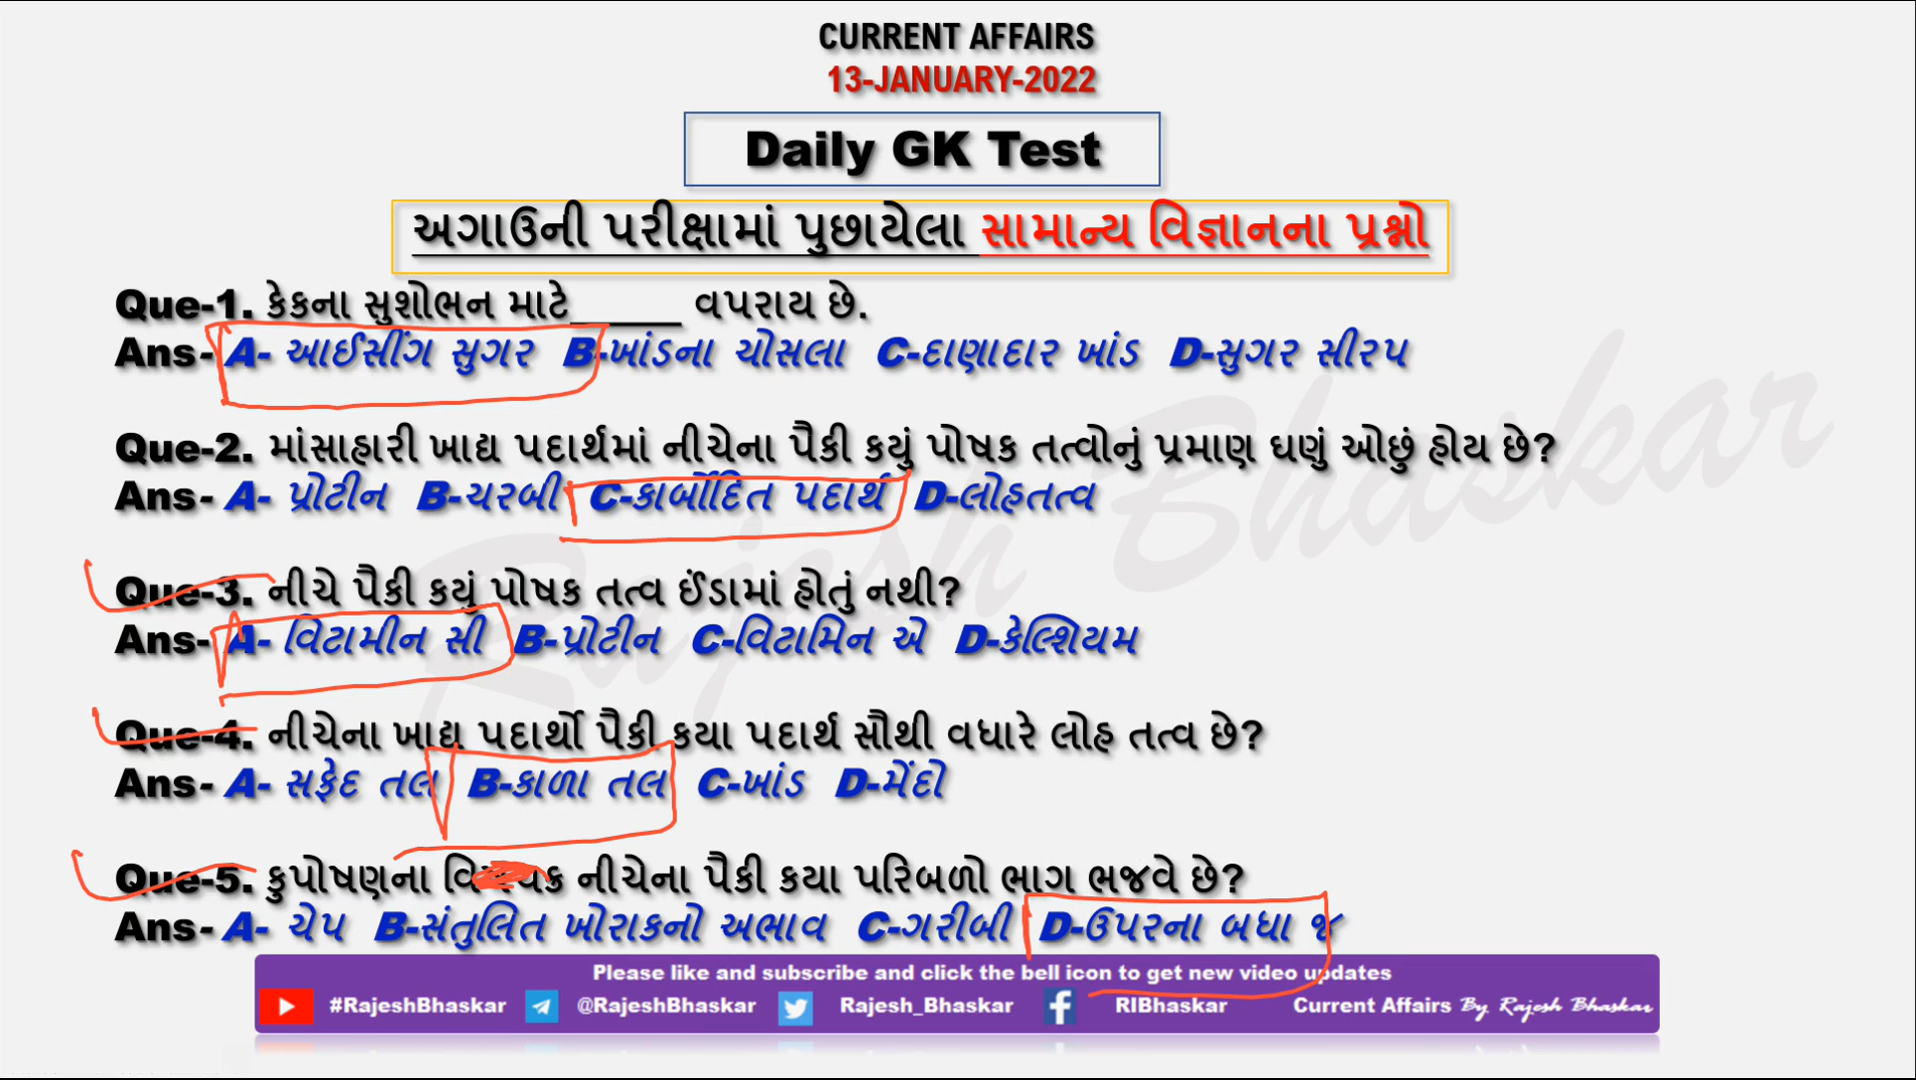 CURRENT AFFAIRS
13-JANUARY-2022
Daily GK Test
અગાઉની પરીક્ષામાં પુછાયેલા સામાન્ય વિજ્ઞાનના પ્રશ્નો
Que-1. કેકના સુશોભન માટે______ વપરાય છે.
Ans- A- આઈસીંગ સુગર B-ખાંડના ચોસલા C-દાણાદાર ખાંડ D-સુગર સીરપ
Que-2. માંસાહારી ખાદ્ય પદાર્થમાં નીચેના પૈકી કયું પોષક તત્વોનું પ્રમાણ ઘણું ઓછું હોય છે?
Ans- A- પ્રોટીન B-ચરબી C-કાર્બોદિત પદાર્થ D-લોહતત્વ
Que-3. નીચે પૈકી કયું પોષક તત્વ ઈંડામાં હોતું નથી?
Ans- A- વિટામીન સી B-પ્રોટીન C-વિટામિન એ D-કેલ્શિયમ
Que-4. નીચેના ખાદ્ય પદાર્થો પૈકી કયા પદાર્થ સૌથી વધારે લોહ તત્વ છે?
Ans- A- સફેદ તલ B-કાળા તલ C-ખાંડ D-મેંદો
Que-5. કુપોષણના નીચેના પૈકી કયા પરિબળો ભાગ ભજવે છે?
Ans- A- ચેપ B-સંતુલિત ખોરાકનો અભાવ C-ગરીબી D-ઉપરના બધા જ
Please like and subscribe and click the bell icon to get new video updates
#RajeshBhaskar @RajeshBhaskar Rajesh_Bhaskar RIBhaskar Current Affairs By Rajesh Bhaskar
Rajesh Bhaskar